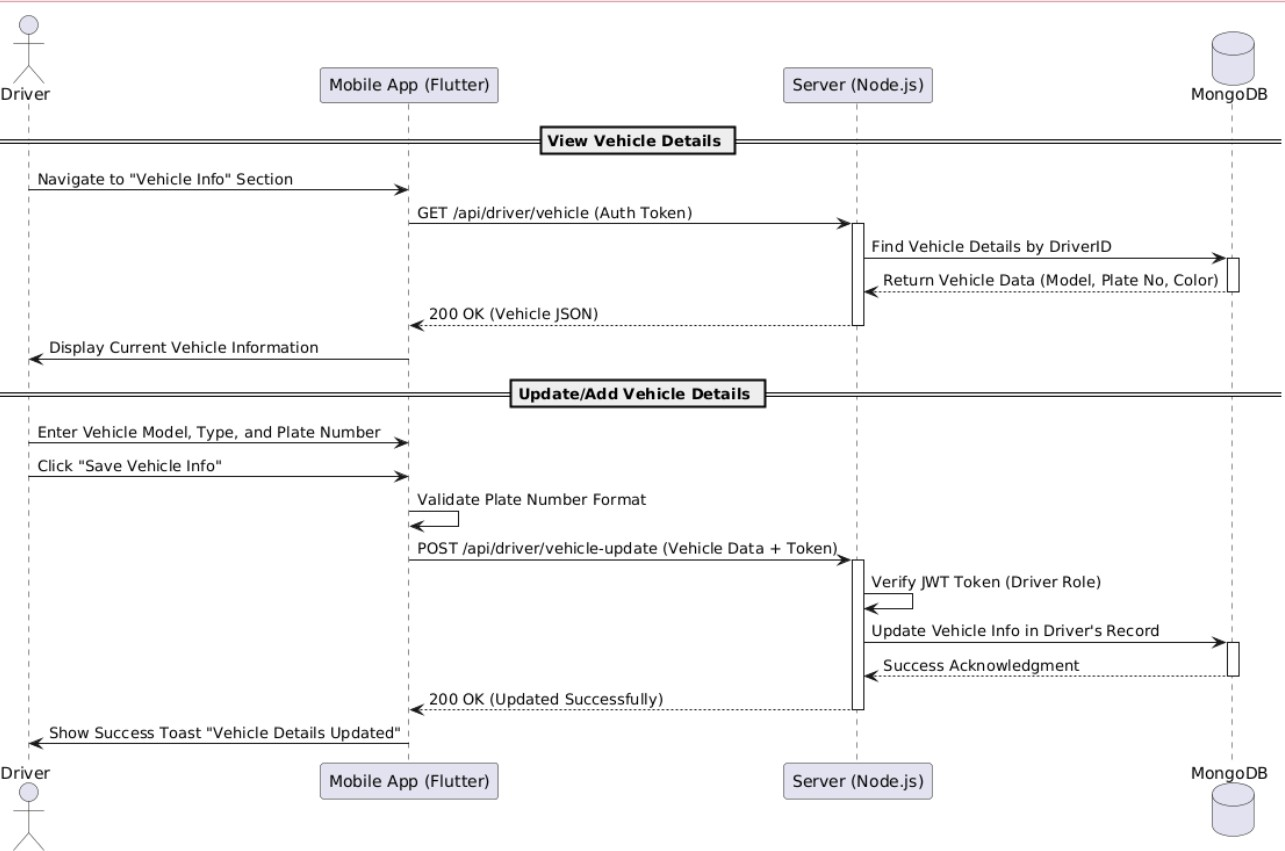 Driver
Mobile App (Flutter)
Server (Node.js)
MongoDB
View Vehicle Details
Navigate to "Vehicle Info" Section
GET /api/driver/vehicle (Auth Token)
Find Vehicle Details by DriverID
Return Vehicle Data (Model, Plate No, Color)
200 OK (Vehicle JSON)
Display Current Vehicle Information
Update/Add Vehicle Details
Enter Vehicle Model, Type, and Plate Number
Click "Save Vehicle Info"
Validate Plate Number Format
POST /api/driver/vehicle-update (Vehicle Data + Token)
Verify JWT Token (Driver Role)
Update Vehicle Info in Driver's Record
Success Acknowledgment
200 OK (Updated Successfully)
Show Success Toast "Vehicle Details Updated"
Driver
Mobile App (Flutter)
Server (Node.js)
MongoDB